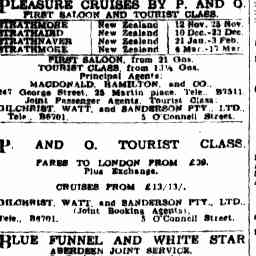 PLEASURE CRUISES BY P. AND O.
FIRST SALOON AND TOURIST CLASS.
STRATHMORE New Zealand 12 Nov. 25 Nov.
STRATHAIRD New Zealand 10 Dec.-23 Dec.
STRATHNAVER New Zealand 21 Jan.-3 Feb.
STRATHMORE New Zealand 4 Mar.-17 Mar.
FIRST SALOON, from 21 Gns.
TOURIST CLASS, from Gns.
Principal Agents:
MACDONALD, HAMILTON, and CO.,
247 George Street. 25 Martin place. Tele., B7511
Joint Passenger Agents, Tourist Class:
GILCHRIST, WATT, and SANDERSON PTY., LTD.,
Tele., B6701. 5 O'Connell Street.
P. AND O. TOURIST CLASS.
FARES TO LONDON FROM £39.
Plus Exchange.
CRUISES FROM £13/13/.
GILCHRIST, WATT, and SANDERSON PTY., LTD.,
(Joint Booking Agents),
Tele., B6701. 5 O'Connell Street.
BLUE FUNNEL AND WHITE STAR
ABERDEEN JOINT SERVICE.